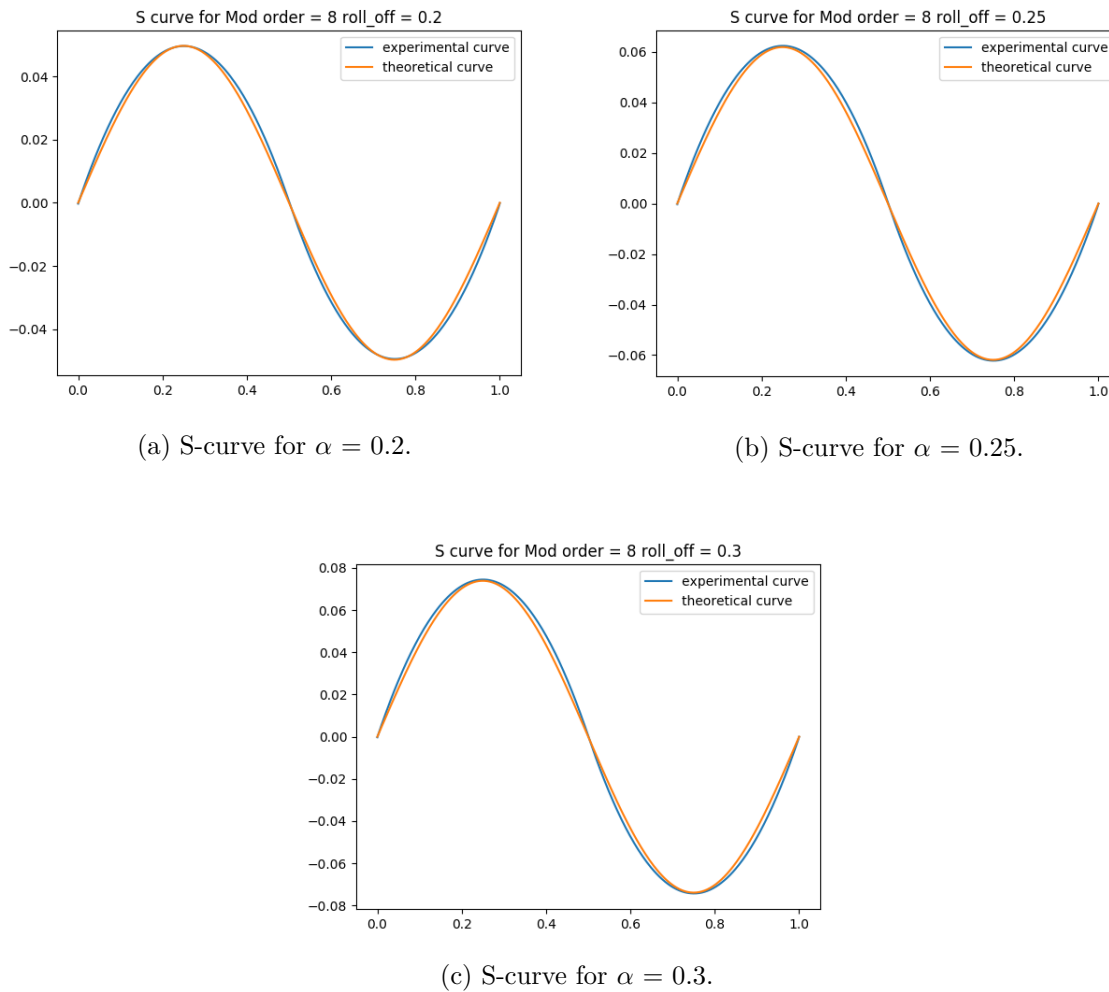 S curve for Mod order = 8 roll_off = 0.2
experimental curve
theoretical curve
0.04
0.02
0.00
−0.02
−0.04
0.0 0.2 0.4 0.6 0.8 1.0
(a) S-curve for α = 0.2.
S curve for Mod order = 8 roll_off = 0.25
experimental curve
theoretical curve
0.06
0.04
0.02
0.00
−0.02
−0.04
−0.06
0.0 0.2 0.4 0.6 0.8 1.0
(b) S-curve for α = 0.25.
S curve for Mod order = 8 roll_off = 0.3
experimental curve
theoretical curve
0.08
0.06
0.04
0.02
0.00
−0.02
−0.04
−0.06
−0.08
0.0 0.2 0.4 0.6 0.8 1.0
(c) S-curve for α = 0.3.